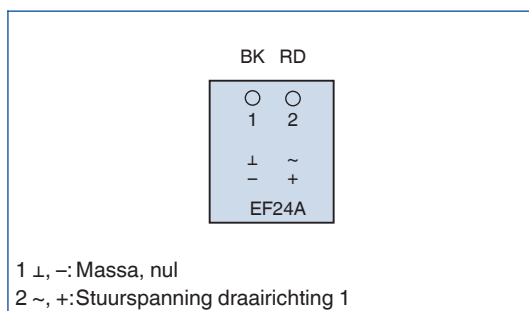 BK RD
1 2
⊥ ~
– +
EF24A
1 ⊥, –: Massa, nul
2 ~, +:Stuurspanning draairichting 1